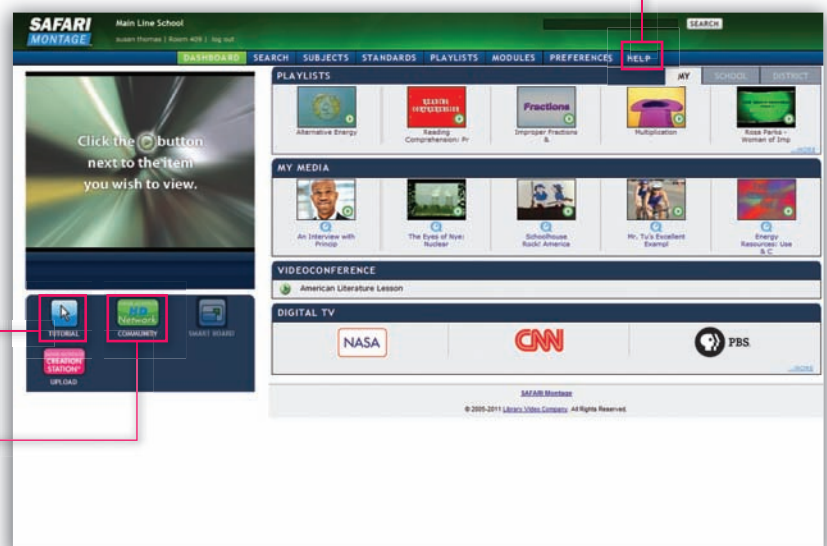 SAFARI
MONTAGE
Main Line School
susan thomas | Room 409 | log out
SEARCH
DASHBOARD SEARCH SUBJECTS STANDARDS PLAYLISTS MODULES PREFERENCES HELP
Click the button
next to the item
you wish to view.
PLAYLISTS
MY SCHOOL DISTRICT
Alternative Energy
READING
COMPREHENSION
Reading
Comprehension: Pr
Fractions
Improper Fractions
&
Multiplication
Rosa Parks -
Woman of Imp
...MORE
MY MEDIA
An Interview with
Princip
The Eyes of Nye:
Nuclear
Schoolhouse
Rock! America
Mr. Tu's Excellent
Exampl
Energy
Resources: Use
& C
VIDEOCONFERENCE
American Literature Lesson
DIGITAL TV
NASA
CNN
PBS.
...MORE
TUTORIAL
HD
Network
COMMUNITY
SMART BOARD
CREATION
STATION
UPLOAD
SAFARI Montage
© 2005-2011 Library Video Company. All Rights Reserved.